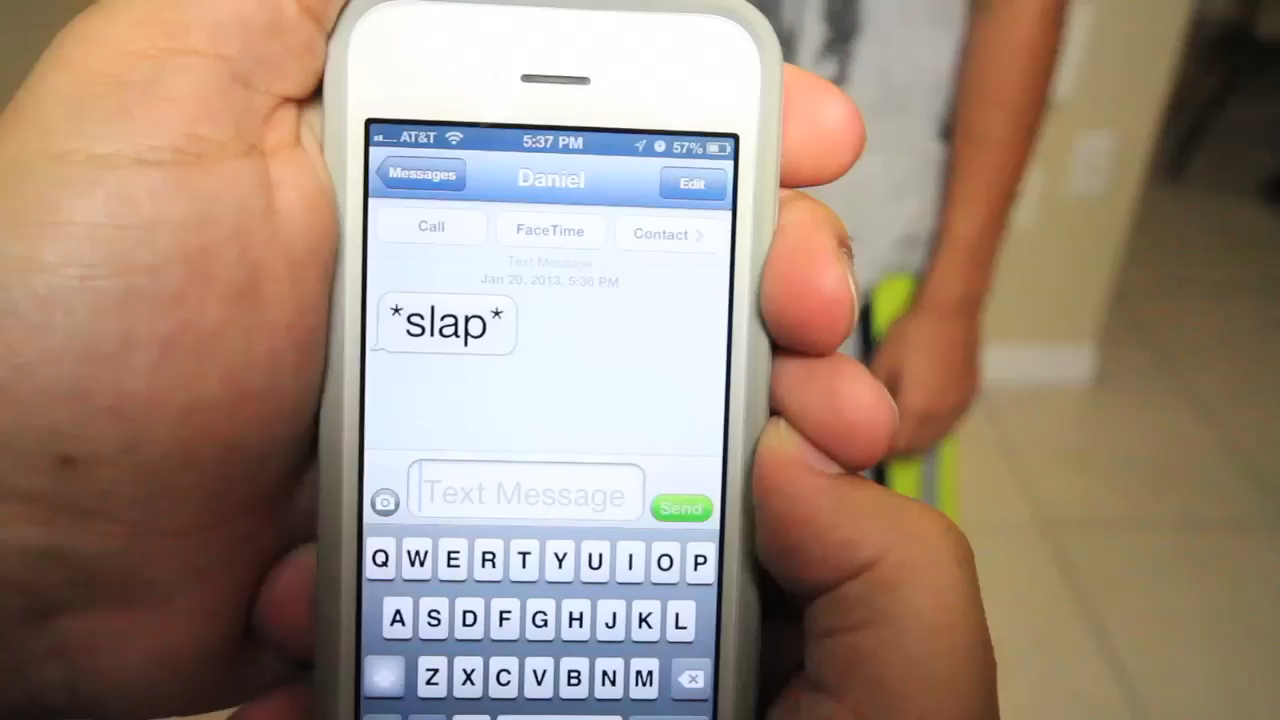 AT&T 5:37 PM 57%
Messages Daniel Edit
Call FaceTime Contact
Text Message
Jan 20, 2013, 5:36 PM
*slap*
Text Message Send
Q W E R T Y U I O P
A S D F G H J K L
Z X C V B N M